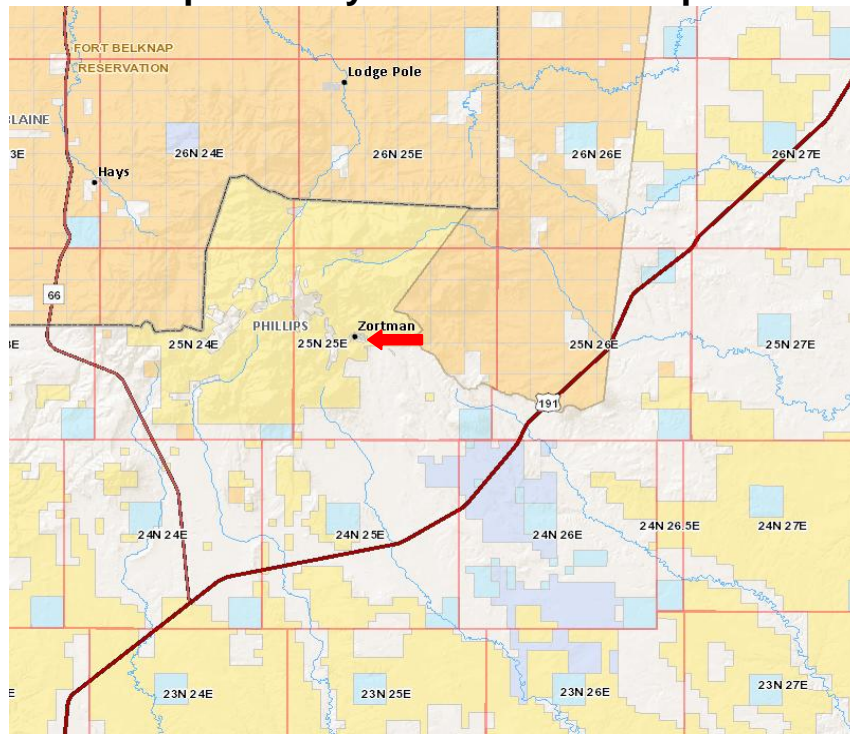 FORT BELKNAP
RESERVATION
Lodge Pole
26N 24E
26N 25E
26N 26E
26N 27E
3E
Hays
66
PHILLIPS
Zortman
25N 24E
25N 25E
25N 26E
25N 27E
191
24N 24E
24N 25E
24N 26E
24N 26.5E
24N 27E
23N 24E
23N 25E
23N 26E
23N 27E